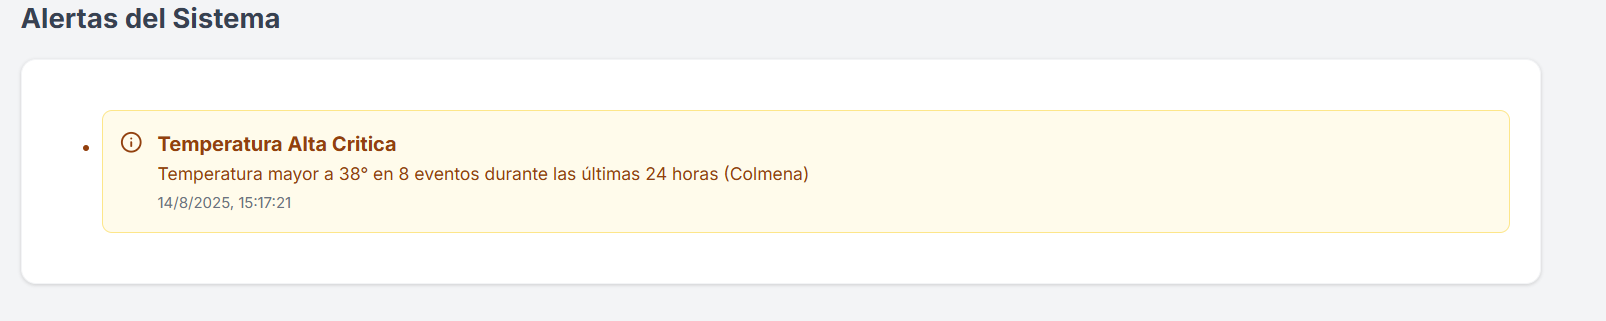 Alertas del Sistema
Temperatura Alta Critica
Temperatura mayor a 38° en 8 eventos durante las últimas 24 horas (Colmena)
14/8/2025, 15:17:21